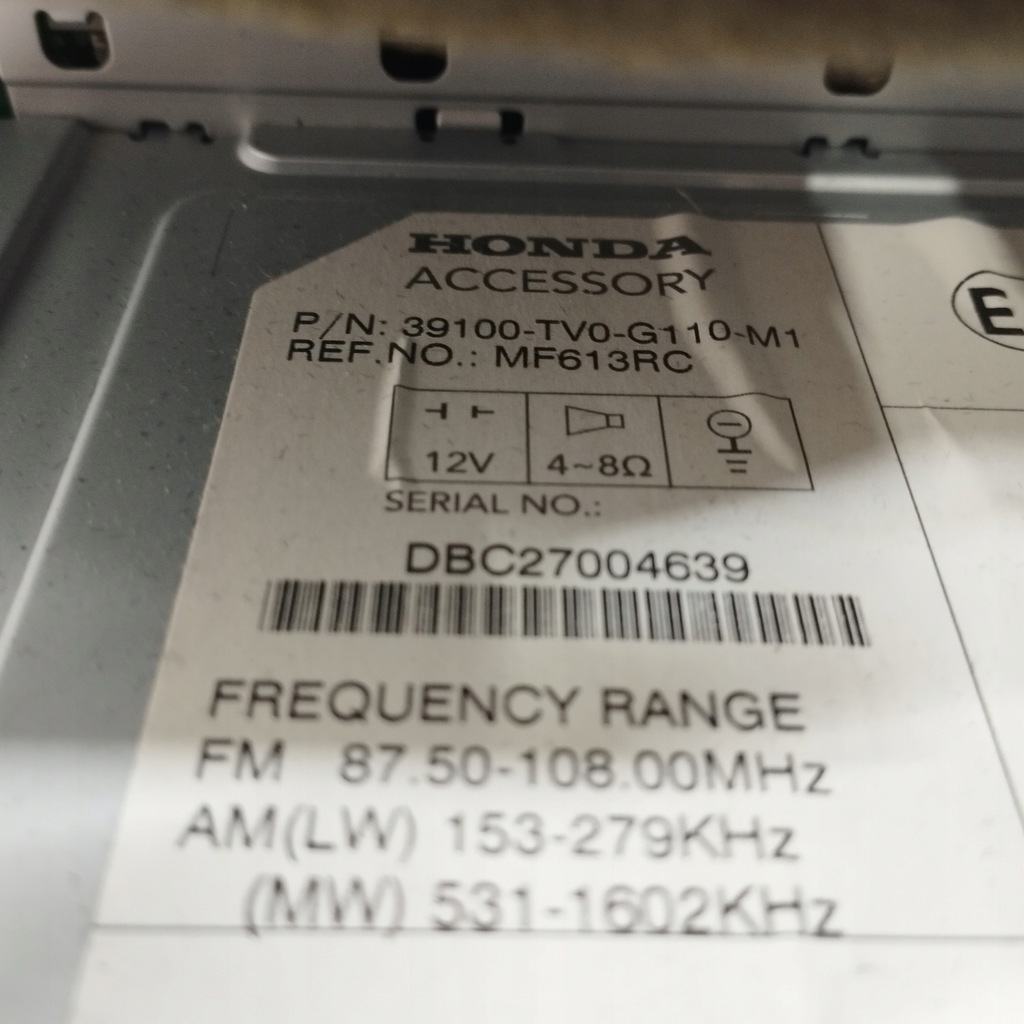 HONDA
ACCESSORY
P/N: 39100-TV0-G110-M1
REF.NO.: MF613RC
12V
4~8Ω
SERIAL NO.:
DBC27004639
FREQUENCY RANGE
FM 87.50-108.00MHz
AM(LW) 153-279KHz
(MW) 531-1602KHz
E